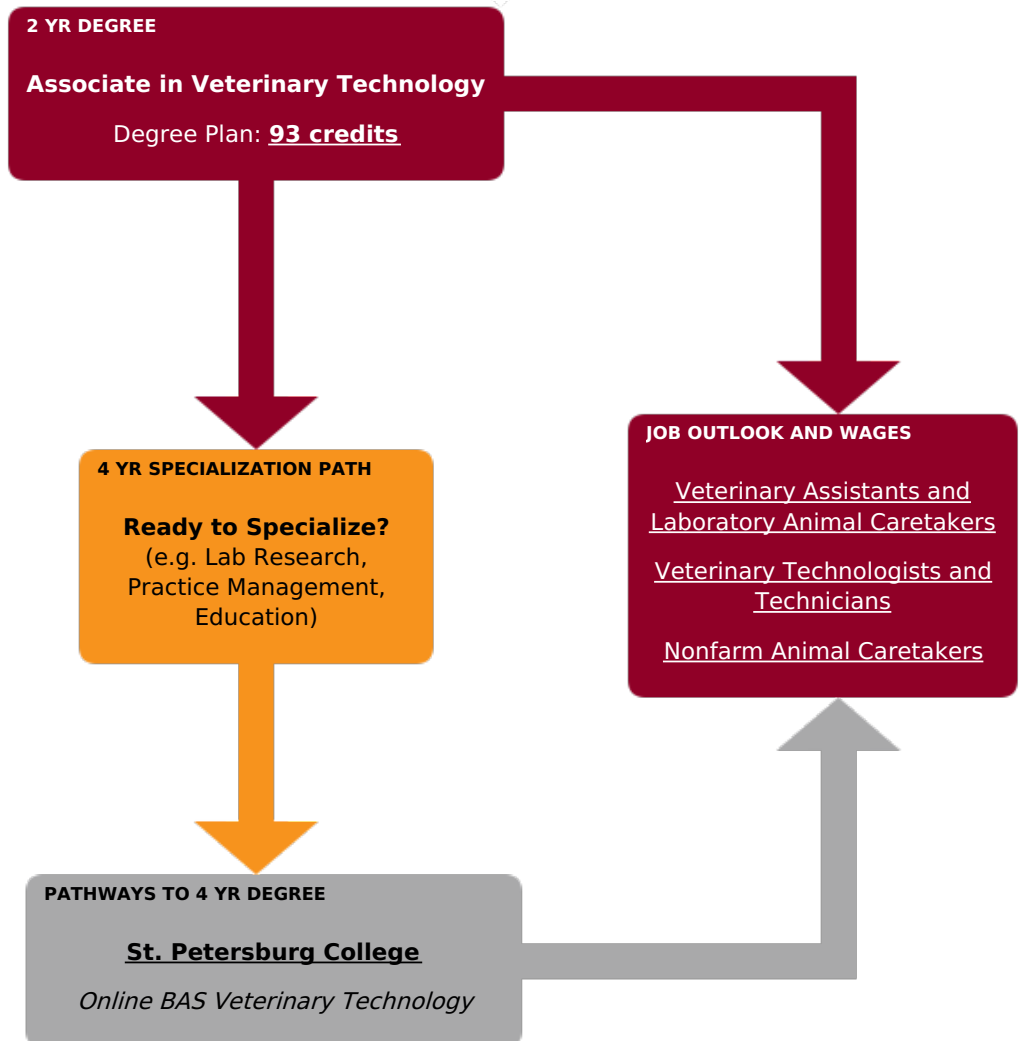 2 YR DEGREE
Associate in Veterinary Technology
Degree Plan: 93 credits
4 YR SPECIALIZATION PATH
Ready to Specialize?
(e.g. Lab Research,
Practice Management,
Education)
JOB OUTLOOK AND WAGES
Veterinary Assistants and
Laboratory Animal Caretakers
Veterinary Technologists and
Technicians
Nonfarm Animal Caretakers
PATHWAYS TO 4 YR DEGREE
St. Petersburg College
Online BAS Veterinary Technology